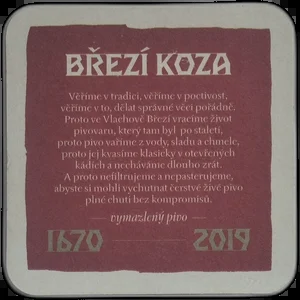 BŘEZÍ KOZA
Věříme v tradici, věříme v poctivost,
věříme v to, dělat správné věci pořádně.
Proto ve Vlachově Březí vracíme život
pivovaru, který tam byl po staletí,
proto pivo vaříme z vody, sladu a chmele,
proto jej kvasíme klasicky v otevřených
kádích a necháváme dlouho zrát.
A proto nefiltrujeme a nepasterujeme,
abyste si mohli vychutnat čerstvé živé pivo
plné chuti bez kompromisů.
vymazlený pivo
1670 2019